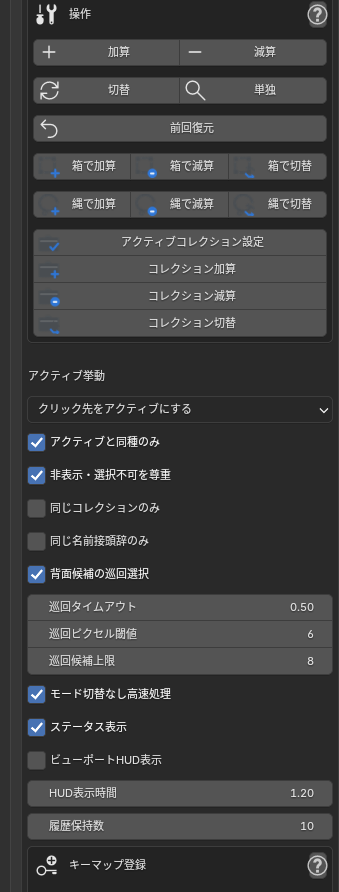 操作
加算 減算
切替 単独
前回復元
箱で加算 箱で減算 箱で切替
縄で加算 縄で減算 縄で切替
アクティブコレクション設定
コレクション加算
コレクション減算
コレクション切替
アクティブ挙動
クリック先をアクティブにする
アクティブと同種のみ
非表示・選択不可を尊重
同じコレクションのみ
同じ名前接頭辞のみ
背面候補の巡回選択
巡回タイムアウト 0.50
巡回ピクセル閾値 6
巡回候補上限 8
モード切替なし高速処理
ステータス表示
ビューポートHUD表示
HUD表示時間 1.20
履歴保持数 10
キーマップ登録